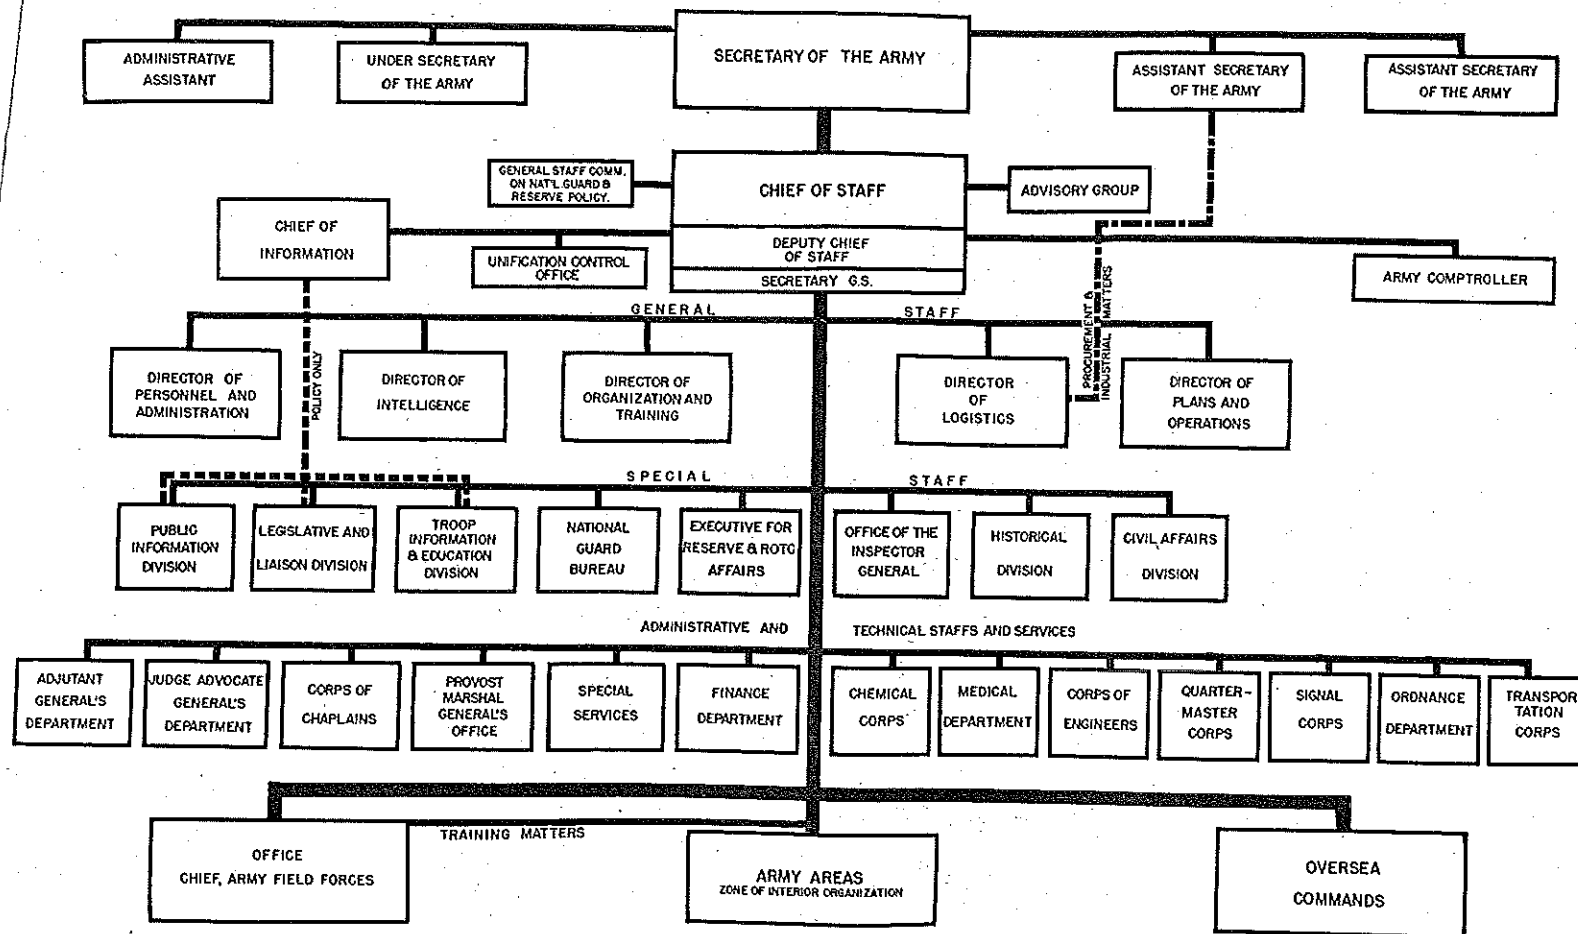 SECRETARY OF THE ARMY
ADMINISTRATIVE
ASSISTANT
UNDER SECRETARY
OF THE ARMY
ASSISTANT SECRETARY
OF THE ARMY
ASSISTANT SECRETARY
OF THE ARMY
GENERAL STAFF COMM.
ON NAT'L GUARD &
RESERVE POLICY.
CHIEF OF STAFF
ADVISORY GROUP
CHIEF OF
INFORMATION
UNIFICATION CONTROL
OFFICE
DEPUTY CHIEF
OF STAFF
SECRETARY G.S.
ARMY COMPTROLLER
PROCUREMENT &
INDUSTRIAL MATTERS
POLICY ONLY
GENERAL STAFF
DIRECTOR OF
PERSONNEL AND
ADMINISTRATION
DIRECTOR OF
INTELLIGENCE
DIRECTOR OF
ORGANIZATION AND
TRAINING
DIRECTOR
OF
LOGISTICS
DIRECTOR OF
PLANS AND
OPERATIONS
SPECIAL STAFF
PUBLIC
INFORMATION
DIVISION
LEGISLATIVE AND
LIAISON DIVISION
TROOP
INFORMATION
& EDUCATION
DIVISION
NATIONAL
GUARD
BUREAU
EXECUTIVE FOR
RESERVE & ROTC
AFFAIRS
OFFICE OF THE
INSPECTOR
GENERAL
HISTORICAL
DIVISION
CIVIL AFFAIRS
DIVISION
ADMINISTRATIVE AND TECHNICAL STAFFS AND SERVICES
ADJUTANT
GENERAL'S
DEPARTMENT
JUDGE ADVOCATE
GENERAL'S
DEPARTMENT
CORPS OF
CHAPLAINS
PROVOST
MARSHAL
GENERAL'S
OFFICE
SPECIAL
SERVICES
FINANCE
DEPARTMENT
CHEMICAL
CORPS
MEDICAL
DEPARTMENT
CORPS OF
ENGINEERS
QUARTER-
MASTER
CORPS
SIGNAL
CORPS
ORDNANCE
DEPARTMENT
TRANSPOR
TATION
CORPS
OFFICE
CHIEF, ARMY FIELD FORCES
TRAINING MATTERS
ARMY AREAS
ZONE OF INTERIOR ORGANIZATION
OVERSEA
COMMANDS